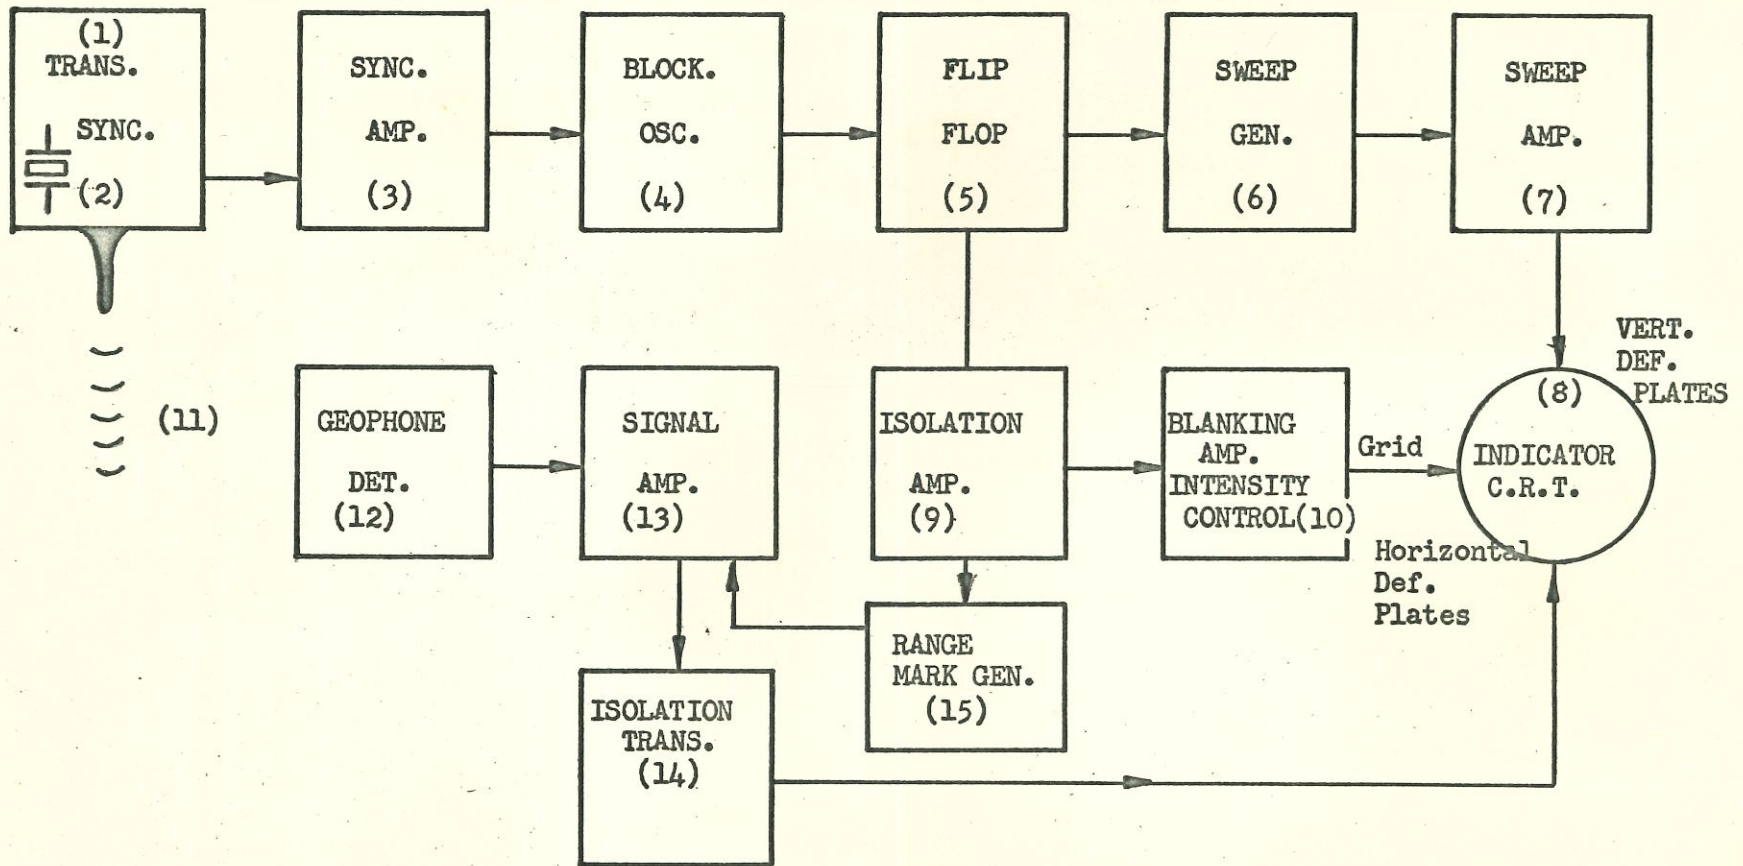 (1)
TRANS.
SYNC.
(2)
SYNC.
AMP.
(3)
BLOCK.
OSC.
(4)
FLIP
FLOP
(5)
SWEEP
GEN.
(6)
SWEEP
AMP.
(7)
(11)
GEOPHONE
DET.
(12)
SIGNAL
AMP.
(13)
ISOLATION
AMP.
(9)
BLANKING
AMP.
INTENSITY
CONTROL(10)
Grid
VERT.
DEF.
PLATES
(8)
INDICATOR
C.R.T.
Horizontal
Def.
Plates
ISOLATION
TRANS.
(14)
RANGE
MARK GEN.
(15)